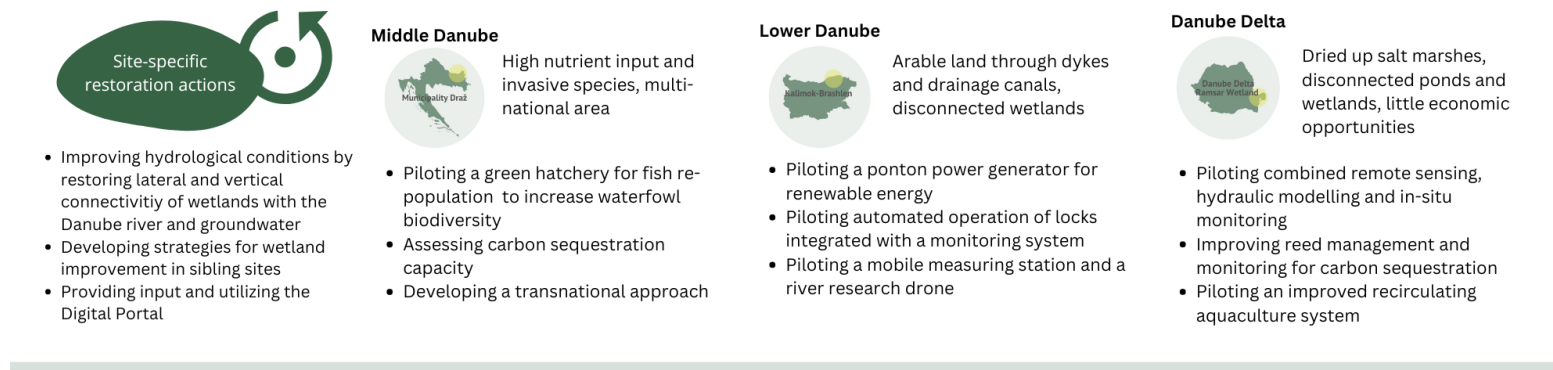 Site-specific
restoration actions
• Improving hydrological conditions by
restoring lateral and vertical
connectivitiy of wetlands with the
Danube river and groundwater
• Developing strategies for wetland
improvement in sibling sites
• Providing input and utilizing the
Digital Portal
Middle Danube
Municipality Draž
High nutrient input and
invasive species, multi-
national area
• Piloting a green hatchery for fish re-
population to increase waterfowl
biodiversity
• Assessing carbon sequestration
capacity
• Developing a transnational approach
Lower Danube
Kalimok-Brashlen
Arable land through dykes
and drainage canals,
disconnected wetlands
• Piloting a ponton power generator for
renewable energy
• Piloting automated operation of locks
integrated with a monitoring system
• Piloting a mobile measuring station and a
river research drone
Danube Delta
Danube Delta
Ramsar Wetland
Dried up salt marshes,
disconnected ponds and
wetlands, little economic
opportunities
• Piloting combined remote sensing,
hydraulic modelling and in-situ
monitoring
• Improving reed management and
monitoring for carbon sequestration
• Piloting an improved recirculating
aquaculture system